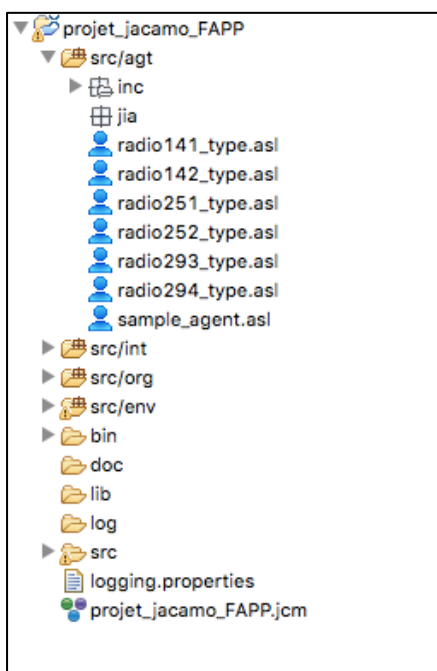 projet_jacamo_FAPP
src/agt
inc
jia
radio141_type.asl
radio142_type.asl
radio251_type.asl
radio252_type.asl
radio293_type.asl
radio294_type.asl
sample_agent.asl
src/int
src/org
src/env
bin
doc
lib
log
src
logging.properties
projet_jacamo_FAPP.jcm